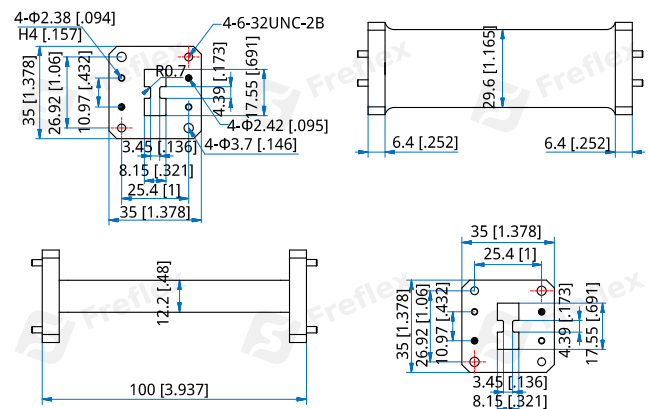 4-Φ2.38 [.094]
H4 [.157]
4-6-32UNC-2B
35 [1.378]
26.92 [1.06]
10.97 [.432]
R0.7
4.39 [.173]
17.55 [.691]
4-Φ2.42 [.095]
4-Φ3.7 [.146]
3.45 [.136]
8.15 [.321]
25.4 [1]
35 [1.378]
29.6 [1.165]
6.4 [.252]
6.4 [.252]
Freflex
12.2 [.48]
100 [3.937]
Freflex
Freflex
35 [1.378]
25.4 [1]
35 [1.378]
26.92 [1.06]
10.97 [.432]
4.39 [.173]
17.55 [.691]
3.45 [.136]
8.15 [.321]
Freflex
Freflex